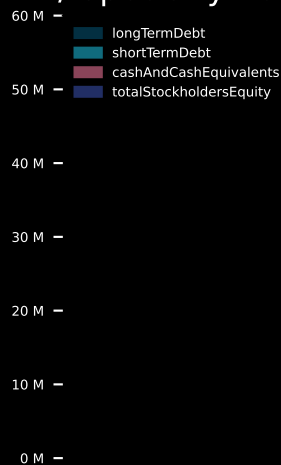 60 M
longTermDebt
shortTermDebt
cashAndCashEquivalents
50 M
totalStockholdersEquity
40 M
30 M
20 M
10 M
0 M